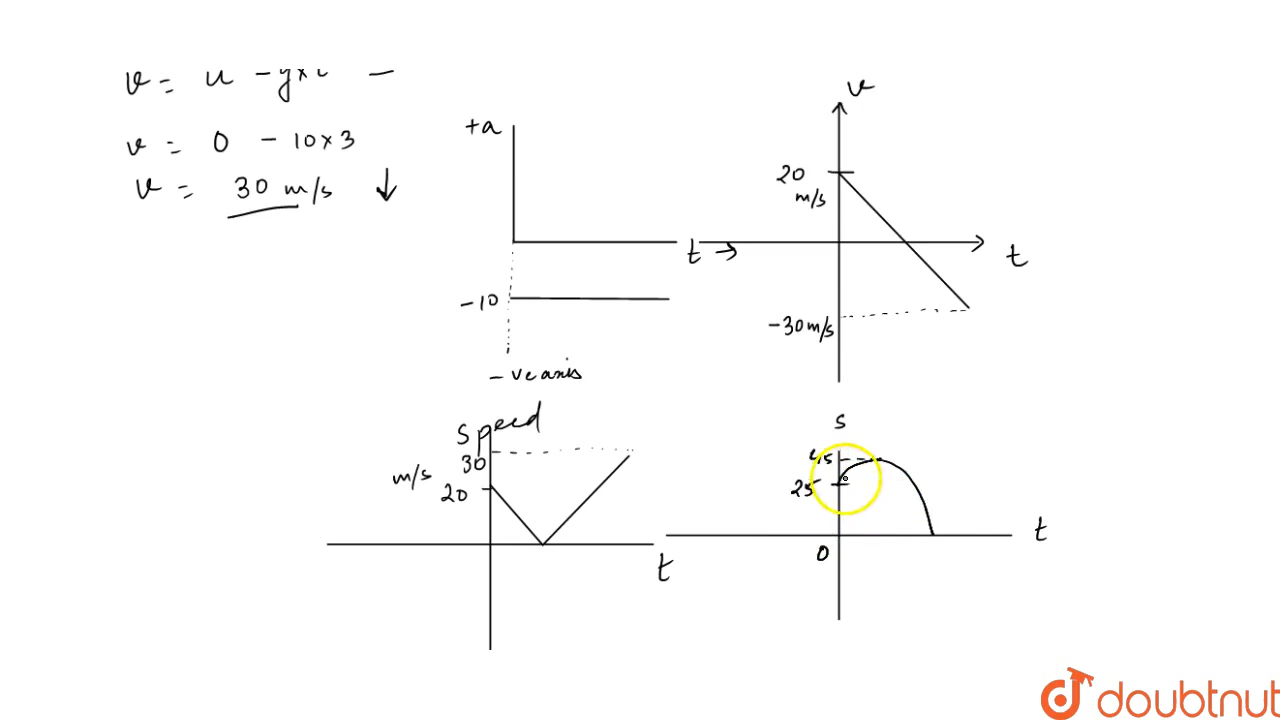 v = u - g×t -
v = 0 - 10×3
v = 30 m/s ↓
+a
t →
-10
-ve axis
v
20
m/s
t
-30m/s
speed
30
m/s
20
t
s
45
25
0
t
doubtnut